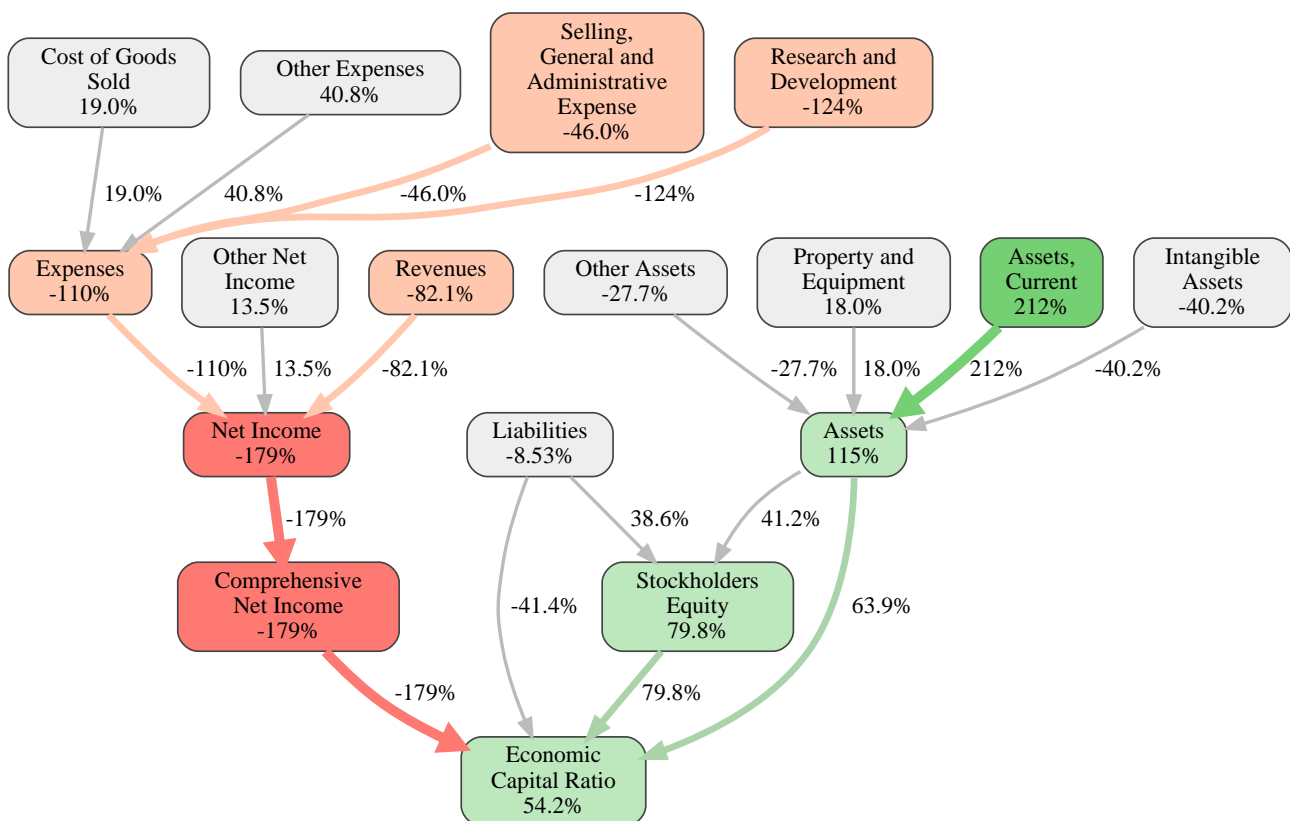 Cost of Goods
Sold
19.0%
Other Expenses
40.8%
Selling,
General and
Administrative
Expense
-46.0%
Research and
Development
-124%
19.0%
40.8%
-46.0%
-124%
Expenses
-110%
Other Net
Income
13.5%
Revenues
-82.1%
Other Assets
-27.7%
Property and
Equipment
18.0%
Assets,
Current
212%
Intangible
Assets
-40.2%
-110%
13.5%
-82.1%
-27.7%
18.0%
212%
-40.2%
Net Income
-179%
Liabilities
-8.53%
Assets
115%
-179%
38.6%
41.2%
Comprehensive
Net Income
-179%
-41.4%
Stockholders
Equity
79.8%
63.9%
-179%
79.8%
Economic
Capital Ratio
54.2%